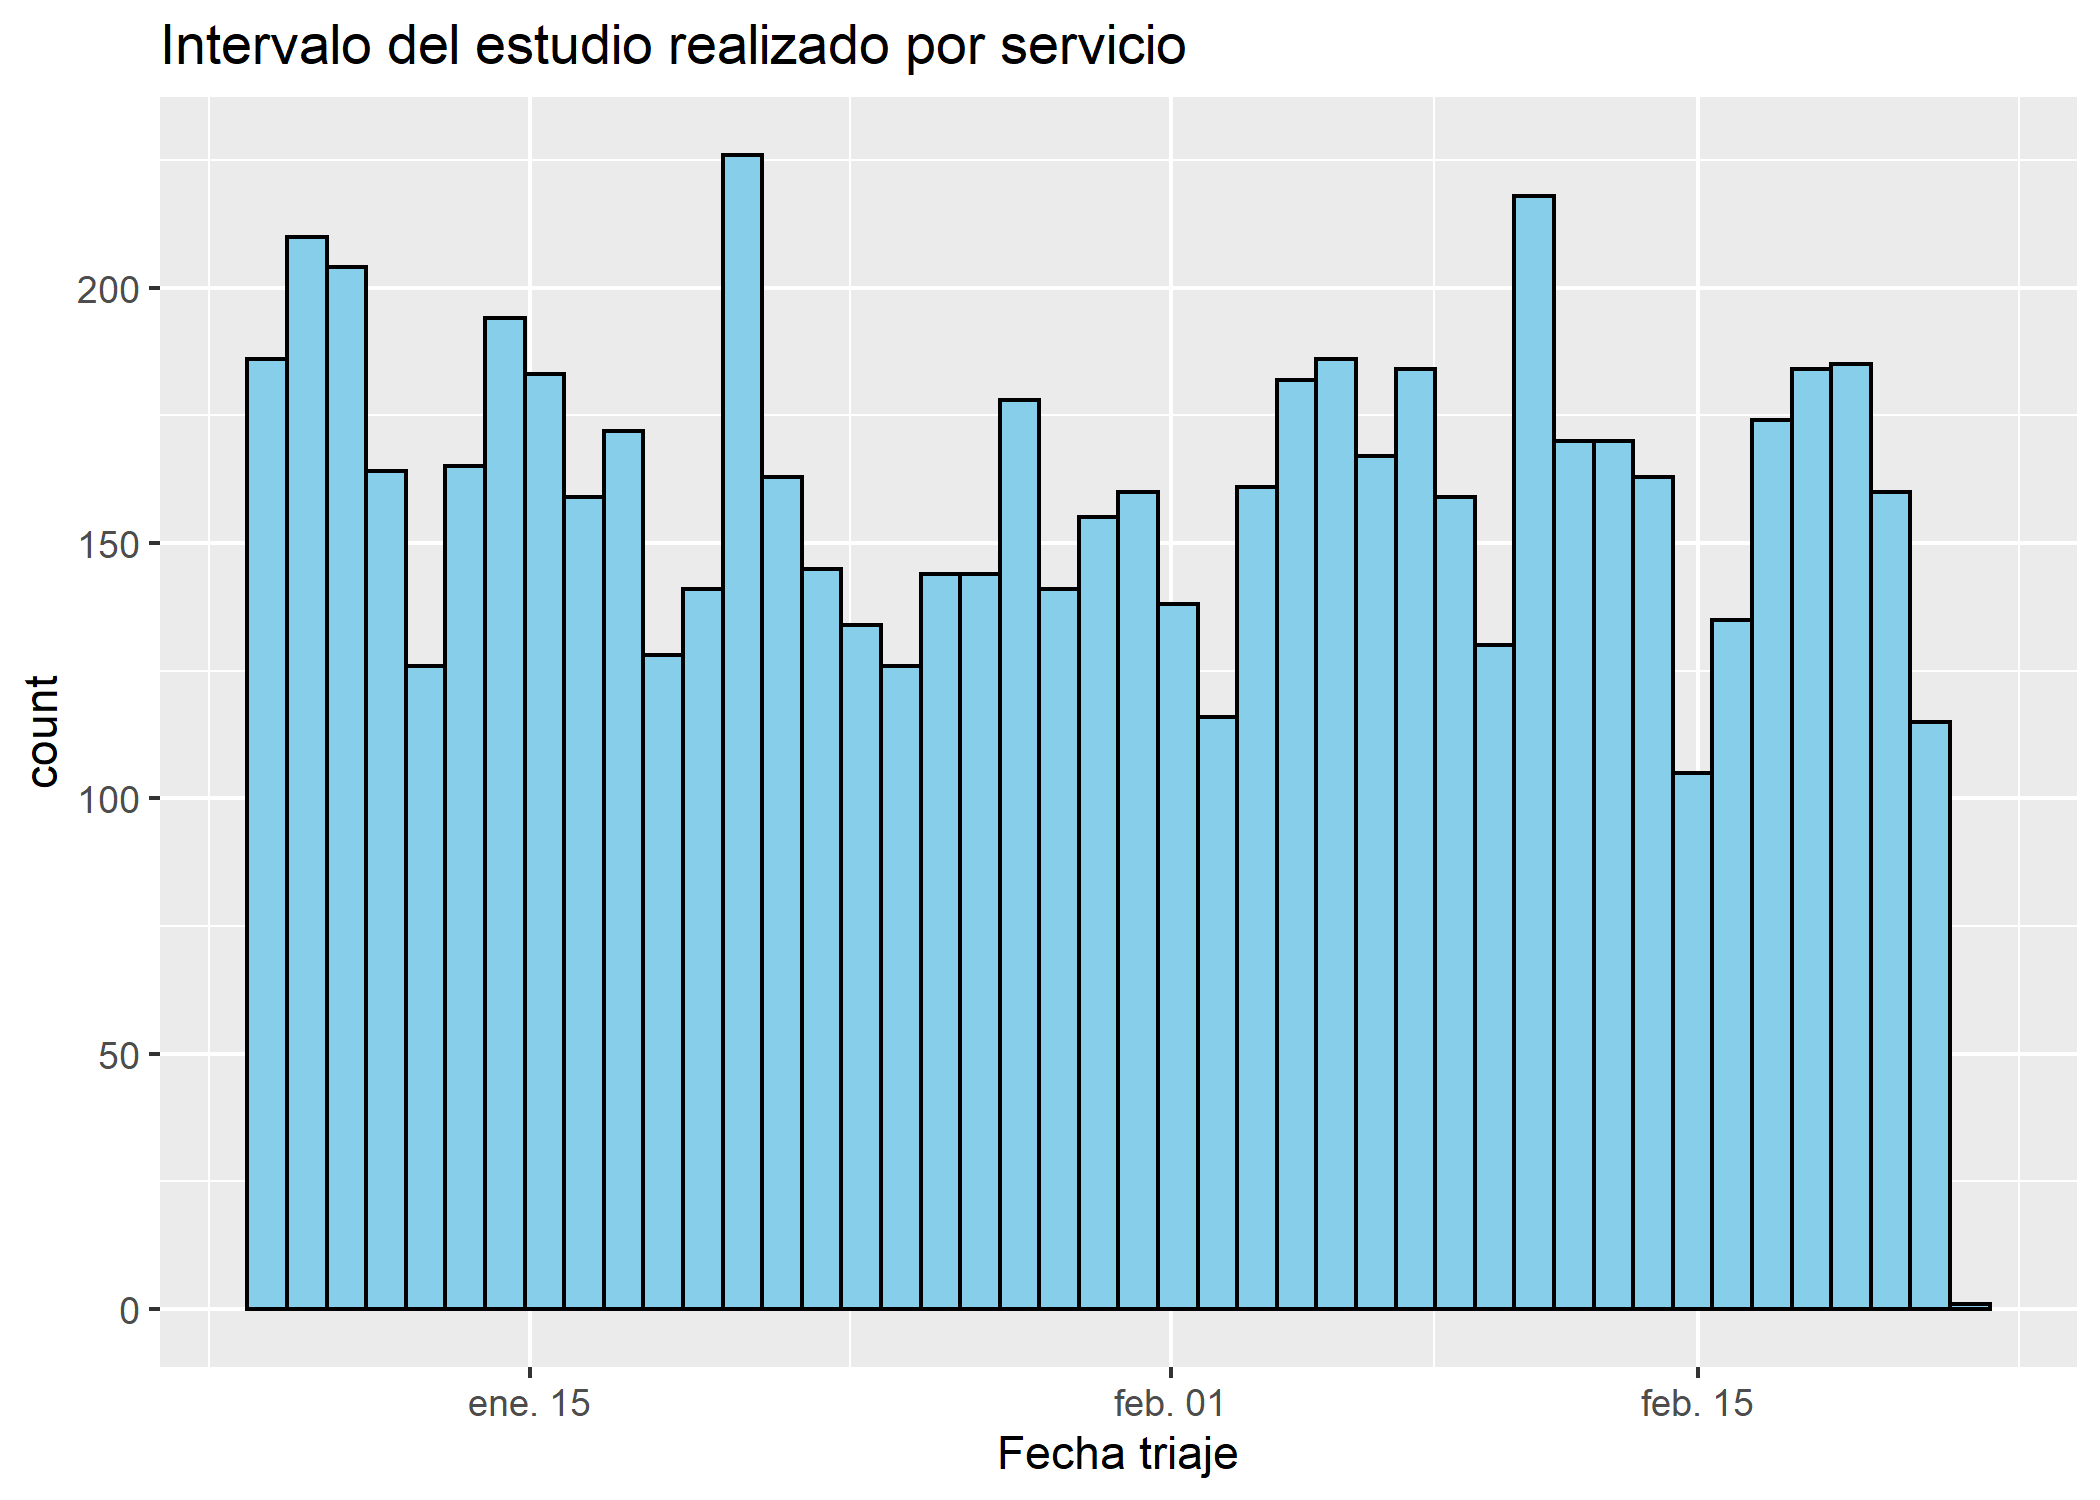 Intervalo del estudio realizado por servicio
count
200
150
100
50
0
ene. 15
feb. 01
feb. 15
Fecha triaje